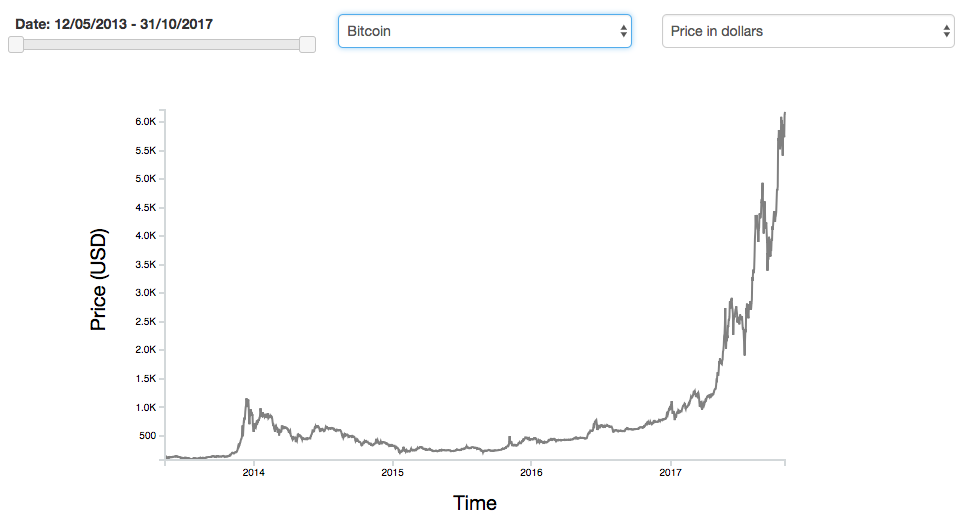 Date: 12/05/2013 - 31/10/2017
Bitcoin
Price in dollars
6.0K
5.5K
5.0K
4.5K
4.0K
3.5K
3.0K
2.5K
2.0K
1.5K
1.0K
500
Price (USD)
2014 2015 2016 2017
Time